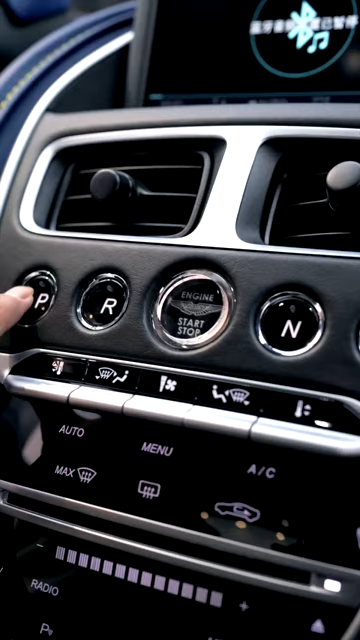 P
R
ENGINE
START
STOP
N
AUTO
MENU
A/C
MAX
-
+
RADIO
P